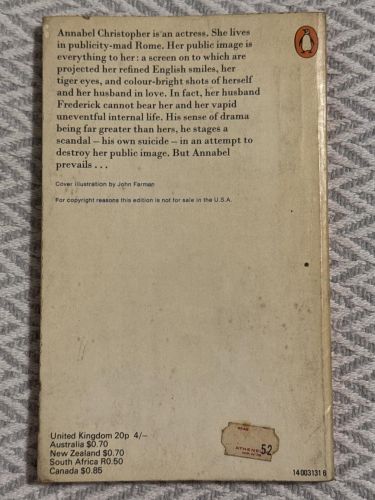 Annabel Christopher is an actress. She lives
in publicity-mad Rome. Her public image is
everything to her: a screen on to which are
projected her refined English smiles, her
tiger eyes, and colour-bright shots of herself
and her husband in love. In fact, her husband
Frederick cannot bear her and her vapid
uneventful internal life. His sense of drama
being far greater than hers, he stages a
scandal – his own suicide – in an attempt to
destroy her public image. But Annabel
prevails . . .
Cover illustration by John Farman
For copyright reasons this edition is not for sale in the U.S.A.
United Kingdom 20p 4/–
Australia $0.70
New Zealand $0.70
South Africa R0.50
Canada $0.85
ATHENS
52
14 003131 6